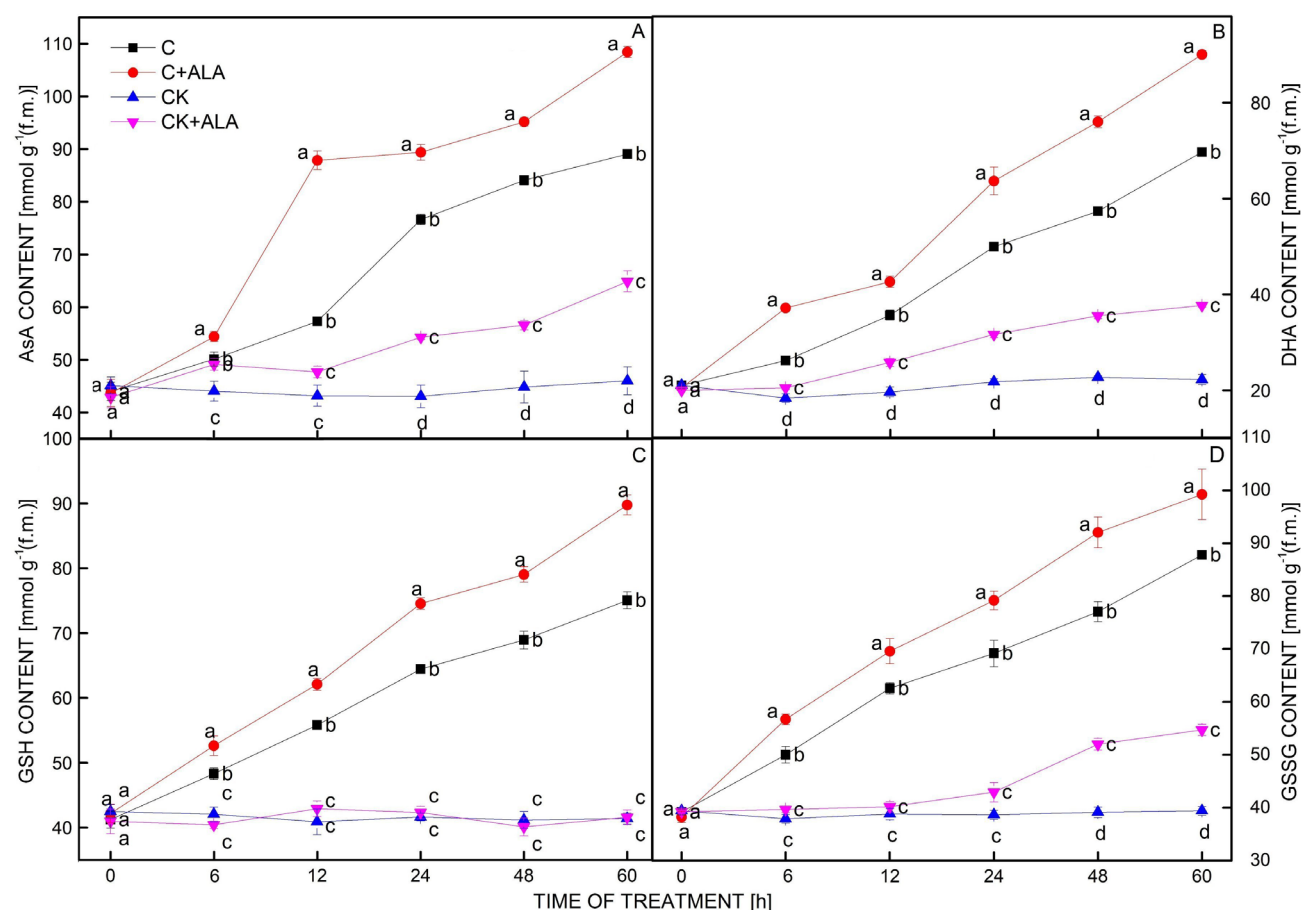 A
C
C+ALA
CK
CK+ALA
AsA CONTENT [mmol g⁻¹(f.m.)]
110
100
90
80
70
60
50
40
a a a a a a
a a a a
b b b b b b
c c c c
c c d d d d
B
DHA CONTENT [mmol g⁻¹(f.m.)]
80
60
40
20
a a a a a a
a a a
b b b b b
c c c c c
d d d d d
C
GSH CONTENT [mmol g⁻¹(f.m.)]
100
90
80
70
60
50
40
a a a a a a
a a a
b b b b b
c c c c c
c c c c c
0 6 12 24 48 60
D
GSSG CONTENT [mmol g⁻¹(f.m.)]
110
100
90
80
70
60
50
40
30
a a a a a a
a a
b b b b b
c c c c c
c c c d d
0 6 12 24 48 60
TIME OF TREATMENT [h]